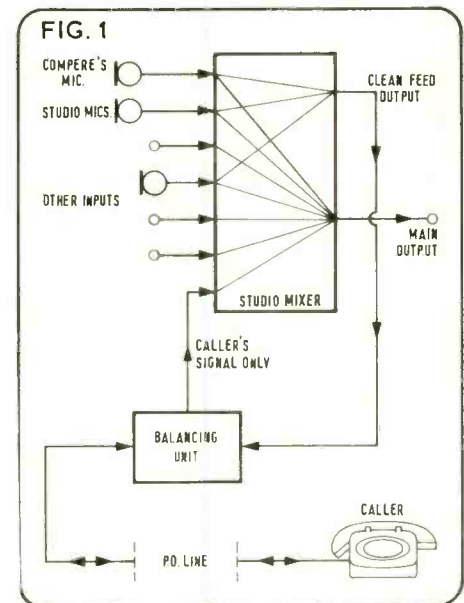 FIG. 1
COMPERE'S
MIC.
CLEAN FEED
OUTPUT
STUDIO MICS.
OTHER INPUTS
MAIN
OUTPUT
STUDIO MIXER
CALLER'S
SIGNAL ONLY
BALANCING
UNIT
CALLER
P.O. LINE